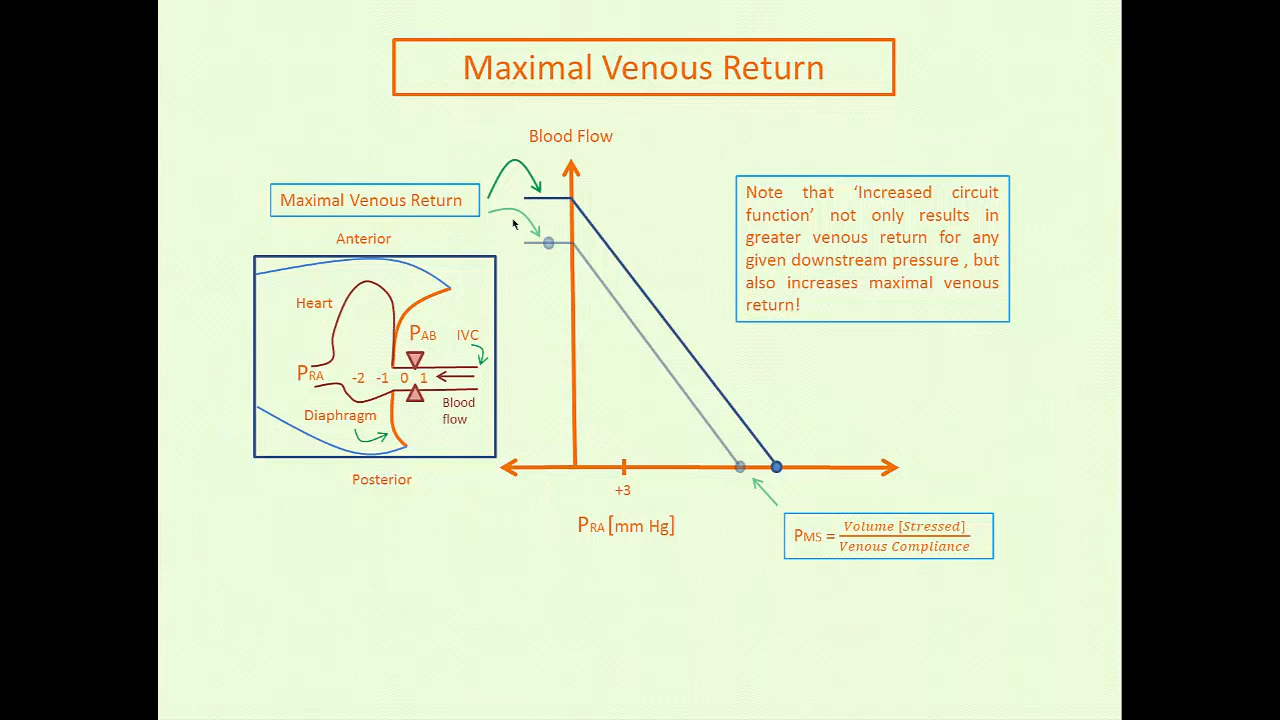 Maximal Venous Return
Blood Flow
Maximal Venous Return
Note that ‘Increased circuit
function’ not only results in
greater venous return for any
given downstream pressure , but
also increases maximal venous
return!
Anterior
Heart
PAB
IVC
PRA
-2 -1 0 1
Diaphragm
Blood
flow
Posterior
+3
PRA [mm Hg]
PMS = Volume [Stressed]
Venous Compliance